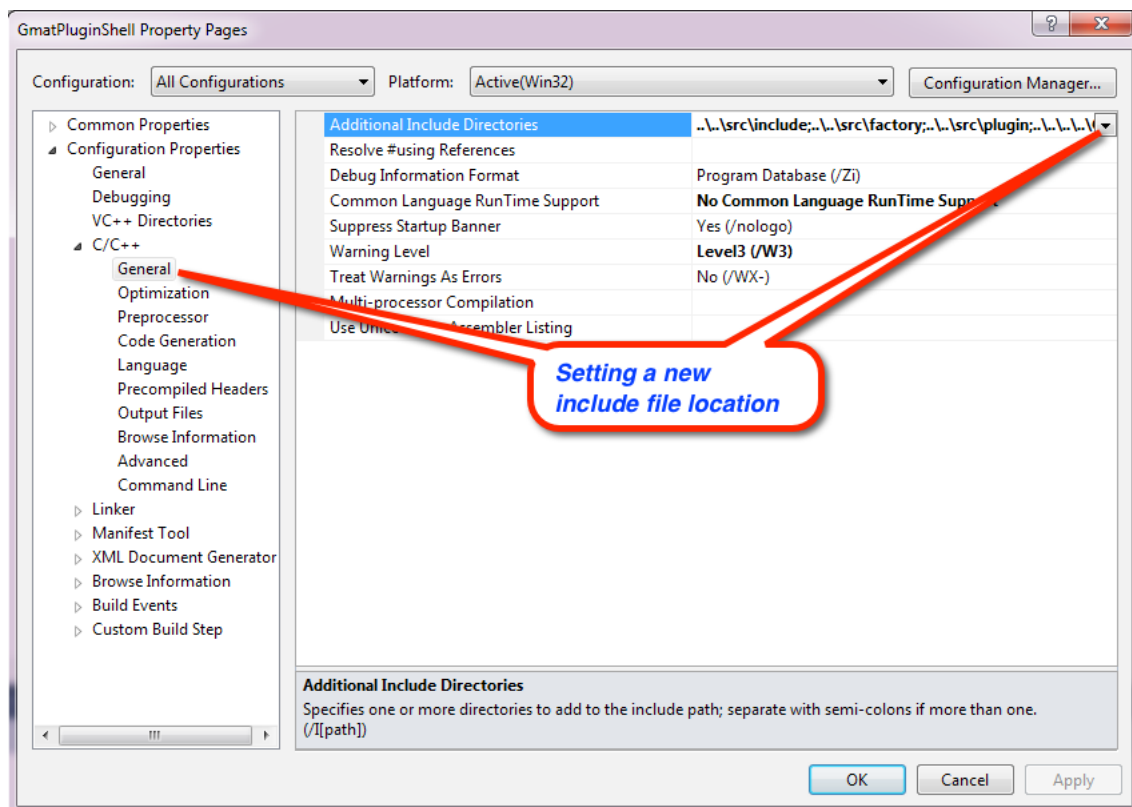 GmatPluginShell Property Pages
Configuration: All Configurations Platform: Active(Win32) Configuration Manager...
Common Properties
Configuration Properties
General
Debugging
VC++ Directories
C/C++
General
Optimization
Preprocessor
Code Generation
Language
Precompiled Headers
Output Files
Browse Information
Advanced
Command Line
Linker
Manifest Tool
XML Document Generator
Browse Information
Build Events
Custom Build Step
Additional Include Directories ..\..\src\include;..\..\src\factory;..\..\src\plugin;..\..\..\..\
Resolve #using References
Debug Information Format Program Database (/Zi)
Common Language RunTime Support No Common Language RunTime Support
Suppress Startup Banner Yes (/nologo)
Warning Level Level3 (/W3)
Treat Warnings As Errors No (/WX-)
Multi-processor Compilation
Use Assembler Listing
Setting a new
include file location
Additional Include Directories
Specifies one or more directories to add to the include path; separate with semi-colons if more than one.
(/I[path])
OK Cancel Apply